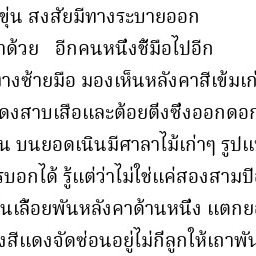 ขุ่น สงสัยมีทางระบายออก
าด้วย อีกคนหนึ่งชี้มือไปอีก
างซ้ายมือ มองเห็นหลังคาสีเข้มเก่
ดงสาบเสือและต้อยติ่งซึ่งออกดอก
น บนยอดเนินมีศาลาไม้เก่าๆ รูปแ
รบอกได้ รู้แต่ว่าไม่ใช่แค่สองสามปี
นเลื้อยพันหลังคาด้านหนึ่ง แตกย
งสีแดงจัดซ่อนอยู่ไม่กี่ลูกให้เถาพัน